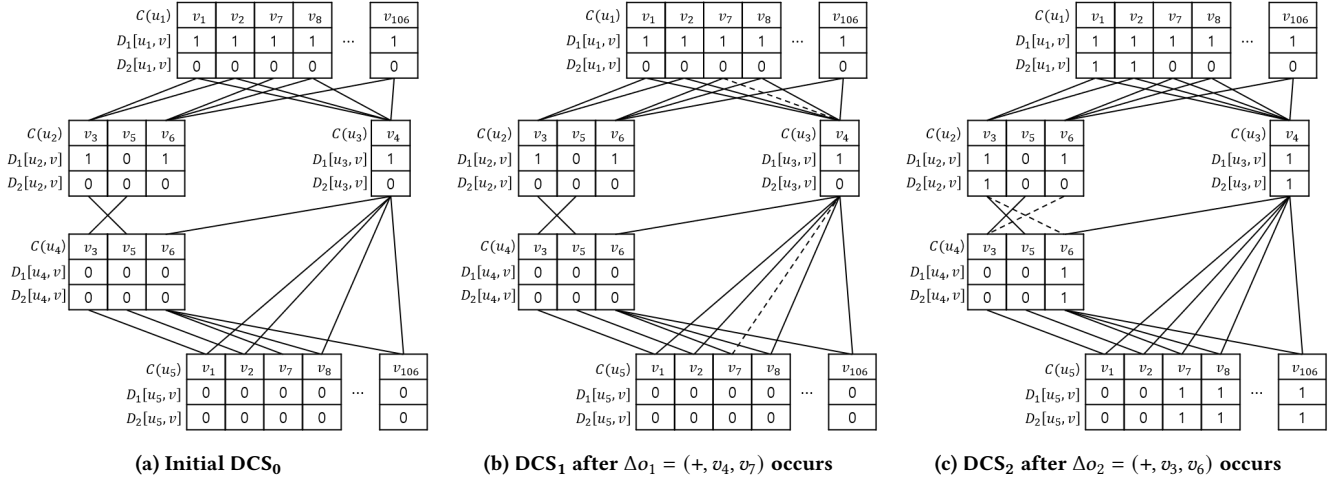 C(u₁) v₁ v₂ v₇ v₈ v₁₀₆
D₁[u₁, v] 1 1 1 1 ... 1
D₂[u₁, v] 0 0 0 0 0
C(u₂) v₃ v₅ v₆ C(u₃) v₄
D₁[u₂, v] 1 0 1 D₁[u₃, v] 1
D₂[u₂, v] 0 0 0 D₂[u₃, v] 0
C(u₄) v₃ v₅ v₆
D₁[u₄, v] 0 0 0
D₂[u₄, v] 0 0 0
C(u₅) v₁ v₂ v₇ v₈ v₁₀₆
D₁[u₅, v] 0 0 0 0 ... 0
D₂[u₅, v] 0 0 0 0 0
(a) Initial DCS₀
C(u₁) v₁ v₂ v₇ v₈ v₁₀₆
D₁[u₁, v] 1 1 1 1 ... 1
D₂[u₁, v] 0 0 0 0 0
C(u₂) v₃ v₅ v₆ C(u₃) v₄
D₁[u₂, v] 1 0 1 D₁[u₃, v] 1
D₂[u₂, v] 0 0 0 D₂[u₃, v] 0
C(u₄) v₃ v₅ v₆
D₁[u₄, v] 0 0 0
D₂[u₄, v] 0 0 0
C(u₅) v₁ v₂ v₇ v₈ v₁₀₆
D₁[u₅, v] 0 0 0 0 ... 0
D₂[u₅, v] 0 0 0 0 0
(b) DCS₁ after Δo₁ = (+, v₄, v₇) occurs
C(u₁) v₁ v₂ v₇ v₈ v₁₀₆
D₁[u₁, v] 1 1 1 1 ... 1
D₂[u₁, v] 1 1 0 0 0
C(u₂) v₃ v₅ v₆ C(u₃) v₄
D₁[u₂, v] 1 0 1 D₁[u₃, v] 1
D₂[u₂, v] 1 0 0 D₂[u₃, v] 1
C(u₄) v₃ v₅ v₆
D₁[u₄, v] 0 0 1
D₂[u₄, v] 0 0 1
C(u₅) v₁ v₂ v₇ v₈ v₁₀₆
D₁[u₅, v] 0 0 1 1 ... 1
D₂[u₅, v] 0 0 1 1 1
(c) DCS₂ after Δo₂ = (+, v₃, v₆) occurs